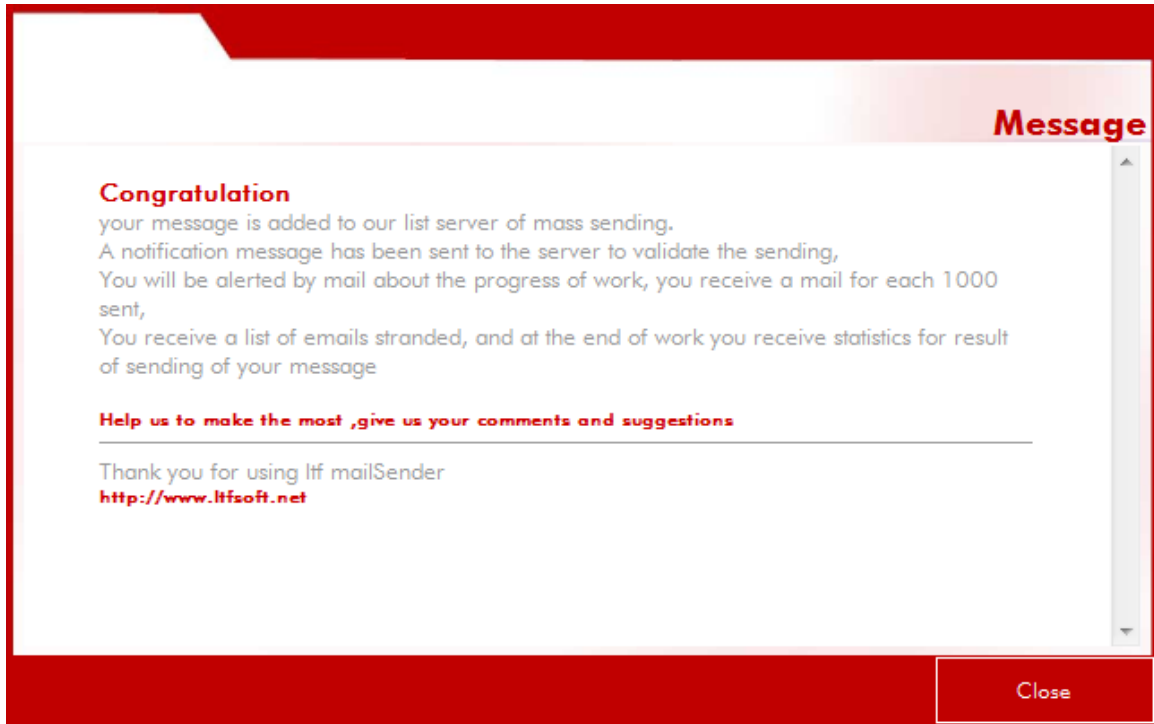 Message
Congratulation
your message is added to our list server of mass sending.
A notification message has been sent to the server to validate the sending,
You will be alerted by mail about the progress of work, you receive a mail for each 1000
sent,
You receive a list of emails stranded, and at the end of work you receive statistics for result
of sending of your message
Help us to make the most ,give us your comments and suggestions
Thank you for using ltf mailSender
http://www.ltfsoft.net
Close